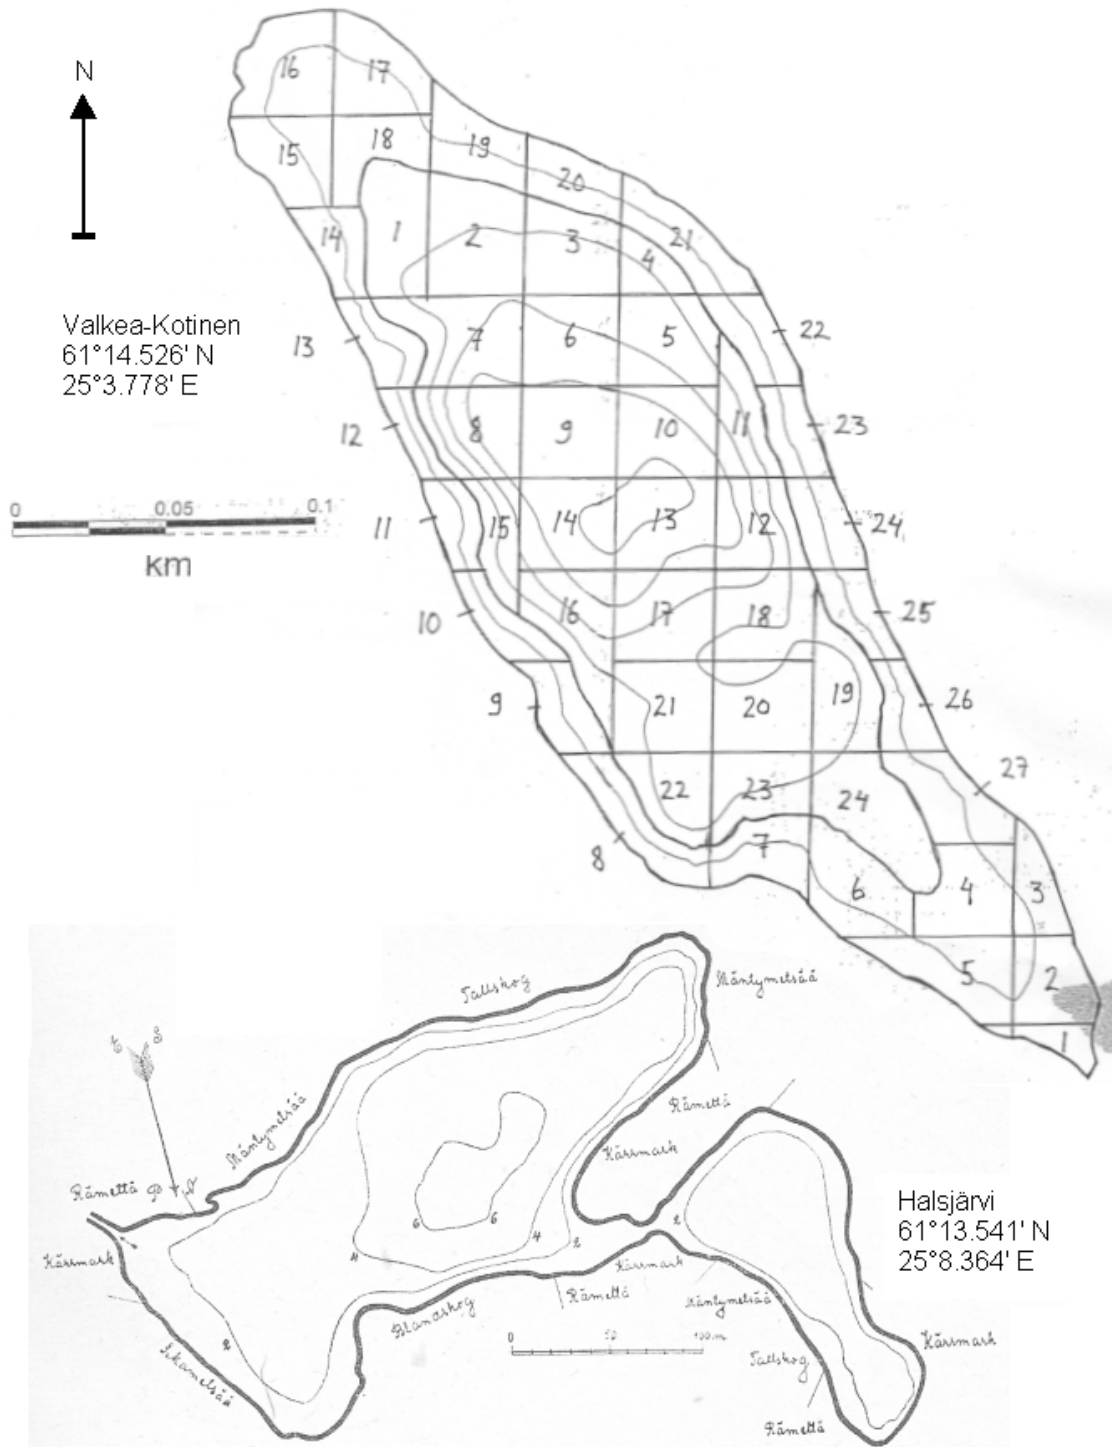 N
16 17
15 18 19
20
14 1 2 3 4 21
Valkea-Kotinen
61°14.526' N
25°3.778' E
13 7 6 5 22
12 8 9 10 11 23
0 0.05 0.1
km
11 15 14 13 12 24
10 16 17 18 25
9 21 20 19 26
22 23 24 27
8 7 6 4 3
5 2
1
Tallskog
Mäntymetsää
S
Mäntymetsää
Rämettä
Kärrmark
Rämettä
P N
Kärrmark
6 6
4 4
2
2
2
Halsjärvi
61°13.541' N
25°8.364' E
Kärrmark
Rämettä
Mäntymetsää
Blandskog
0 50 100 m
Tallskog
Kärrmark
Rämettä